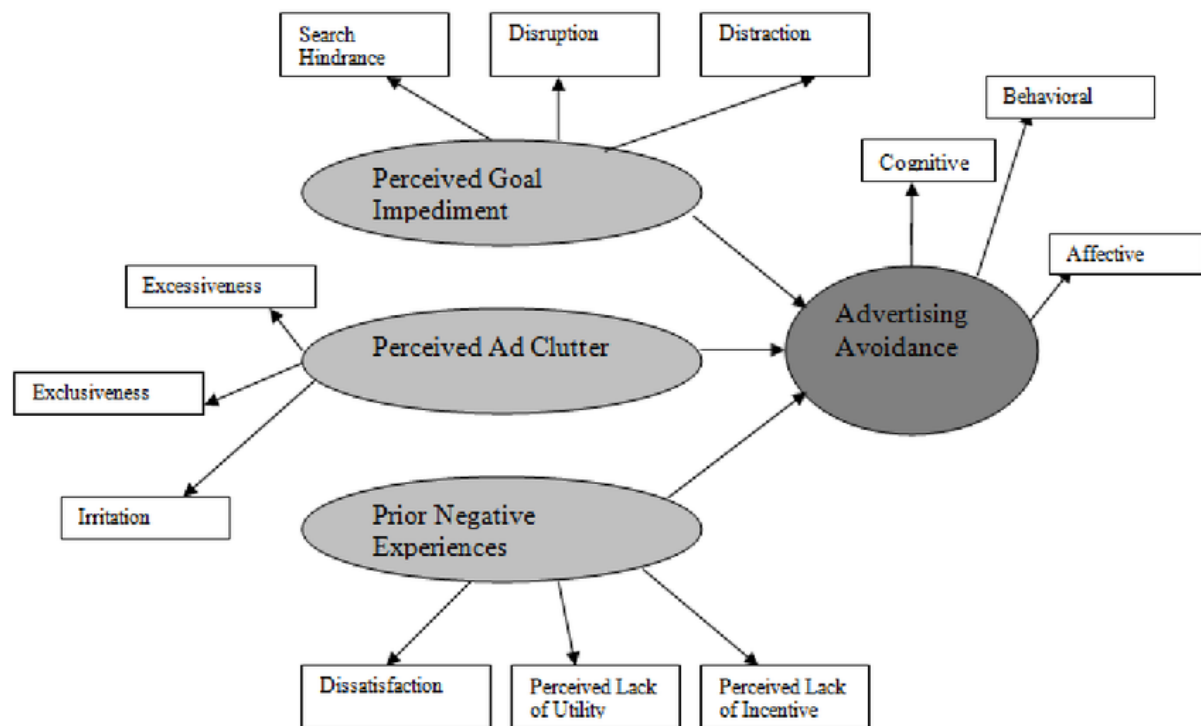 Search
Hindrance
Disruption
Distraction
Behavioral
Cognitive
Perceived Goal
Impediment
Affective
Excessiveness
Advertising
Avoidance
Perceived Ad Clutter
Exclusiveness
Irritation
Prior Negative
Experiences
Dissatisfaction
Perceived Lack
of Utility
Perceived Lack
of Incentive